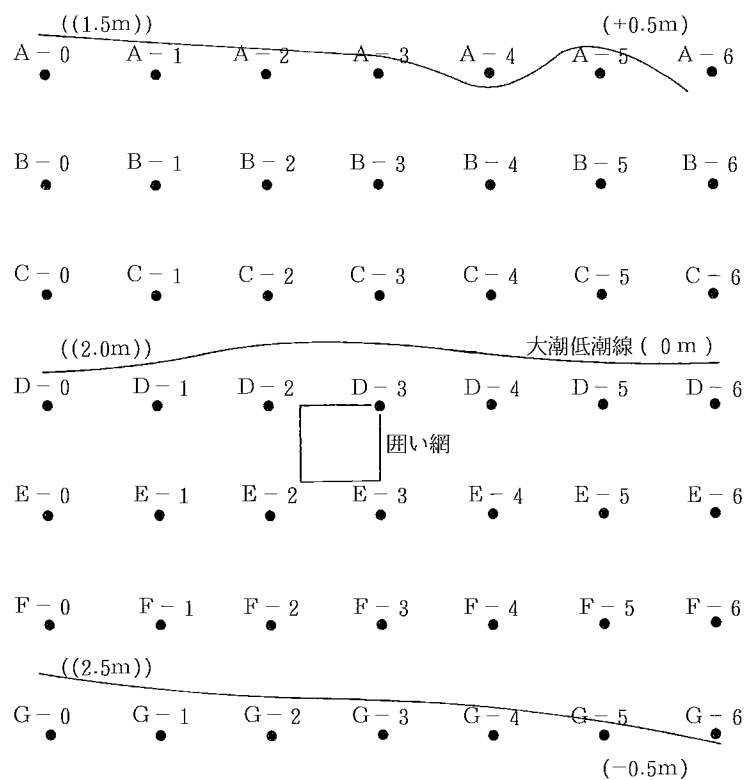 ((1.5m))
(+0.5m)
A－0 A－1 A－2 A－3 A－4 A－5 A－6
B－0 B－1 B－2 B－3 B－4 B－5 B－6
C－0 C－1 C－2 C－3 C－4 C－5 C－6
((2.0m))
大潮低潮線(0m)
D－0 D－1 D－2 D－3 D－4 D－5 D－6
囲い網
E－0 E－1 E－2 E－3 E－4 E－5 E－6
F－0 F－1 F－2 F－3 F－4 F－5 F－6
((2.5m))
G－0 G－1 G－2 G－3 G－4 G－5 G－6
(−0.5m)